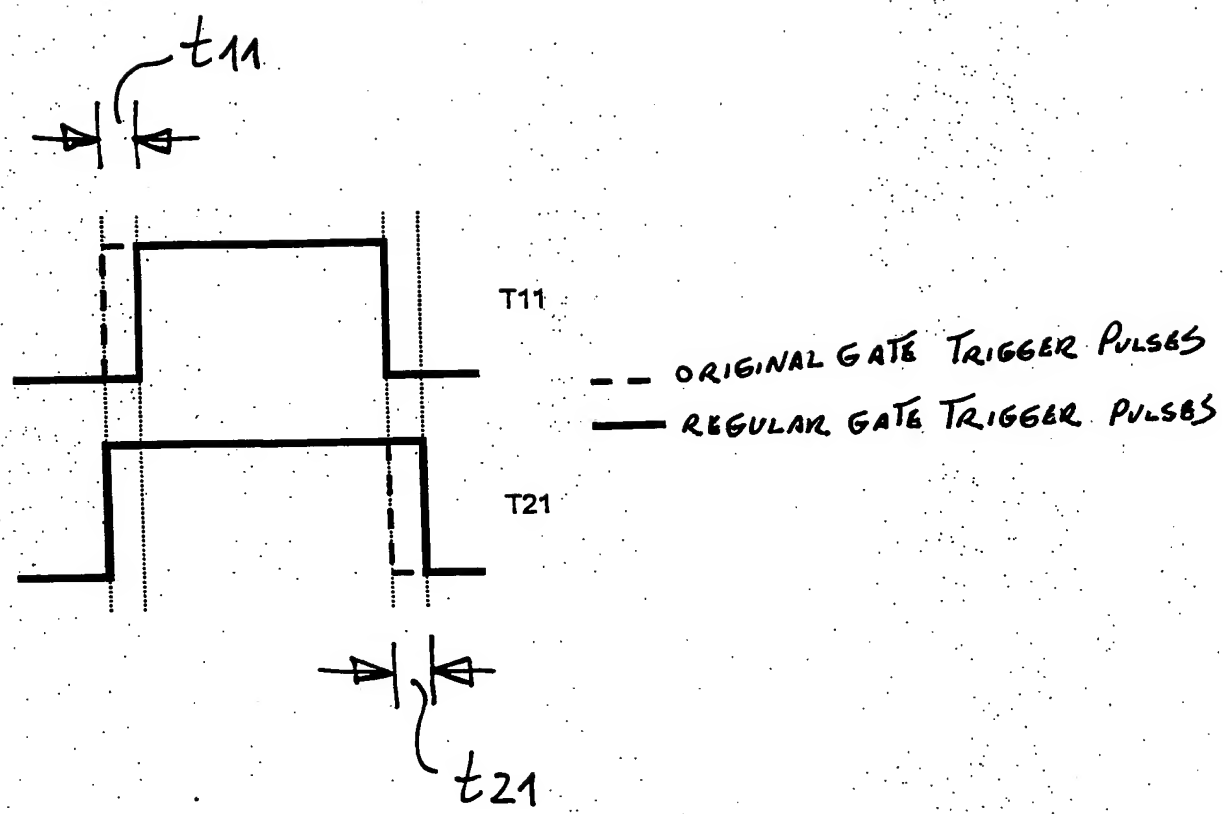 t11
T11
ORIGINAL GATE TRIGGER PULSES
REGULAR GATE TRIGGER PULSES
T21
t21